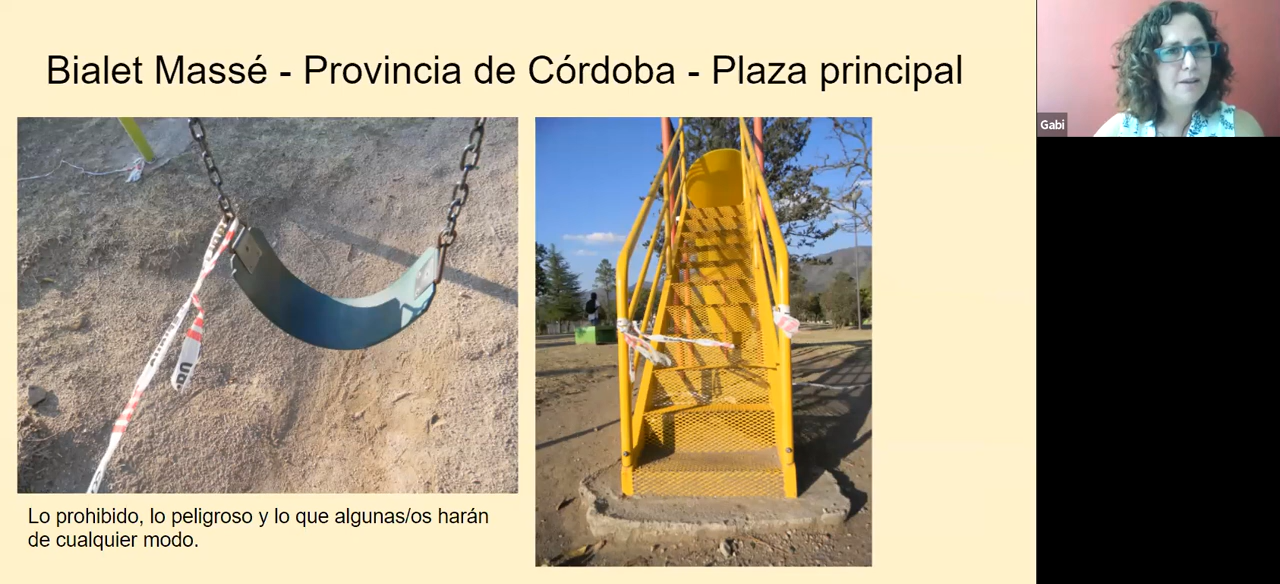 Bialet Massé - Provincia de Córdoba - Plaza principal
Gabi
Lo prohibido, lo peligroso y lo que algunas/os harán
de cualquier modo.